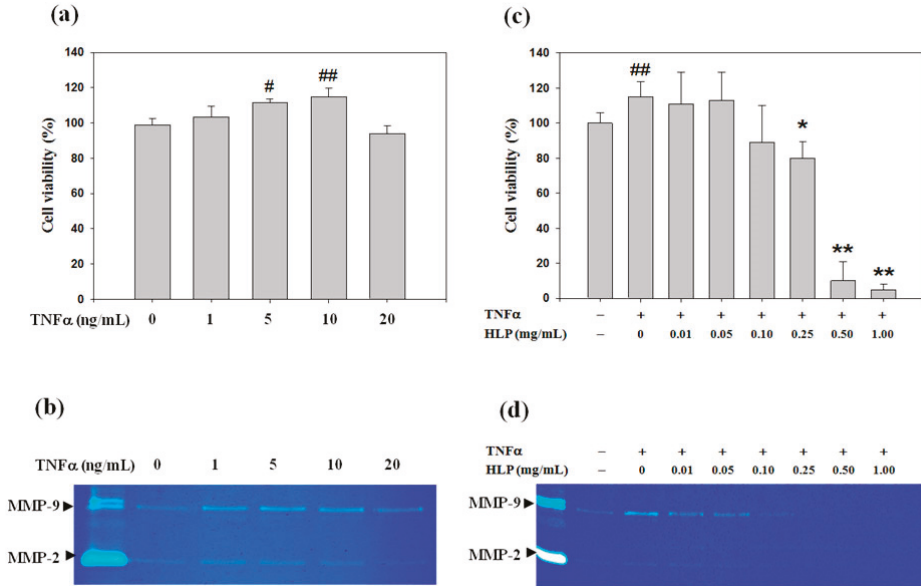 (a)
140
120
100
80
60
40
20
0
Cell viability (%)
# ##
TNFα (ng/mL) 0 1 5 10 20
(c)
140
120
100
80
60
40
20
0
Cell viability (%)
## * ** **
TNFα – + + + + + + +
HLP (mg/mL) – 0 0.01 0.05 0.10 0.25 0.50 1.00
(b)
TNFα (ng/mL) 0 1 5 10 20
MMP-9
MMP-2
(d)
TNFα – + + + + + + +
HLP (mg/mL) – 0 0.01 0.05 0.10 0.25 0.50 1.00
MMP-9
MMP-2